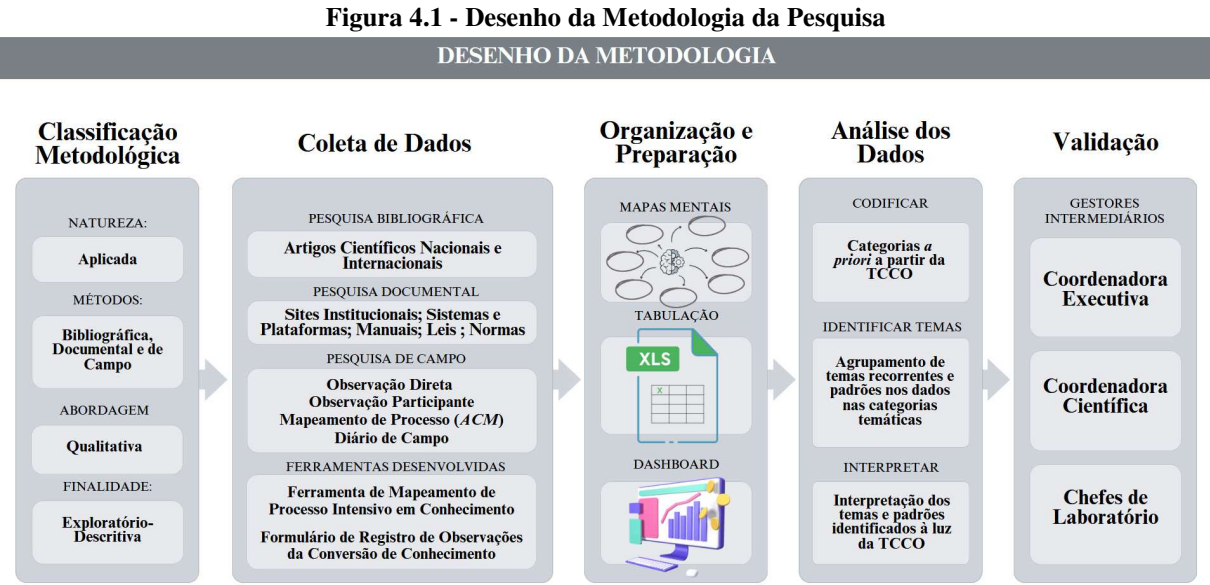 Figura 4.1 - Desenho da Metodologia da Pesquisa
DESENHO DA METODOLOGIA
Classificação
Metodológica
NATUREZA:
Aplicada
MÉTODOS:
Bibliográfica,
Documental e de
Campo
ABORDAGEM
Qualitativa
FINALIDADE:
Exploratório-
Descritiva
Coleta de Dados
PESQUISA BIBLIOGRÁFICA
Artigos Científicos Nacionais e
Internacionais
PESQUISA DOCUMENTAL
Sites Institucionais; Sistemas e
Plataformas; Manuais; Leis ; Normas
PESQUISA DE CAMPO
Observação Direta
Observação Participante
Mapeamento de Processo (ACM)
Diário de Campo
FERRAMENTAS DESENVOLVIDAS
Ferramenta de Mapeamento de
Processo Intensivo em Conhecimento
Formulário de Registro de Observações
da Conversão de Conhecimento
Organização e
Preparação
MAPAS MENTAIS
TABULAÇÃO
XLS
X
DASHBOARD
Análise dos
Dados
CODIFICAR
Categorias a
priori a partir da
TCCO
IDENTIFICAR TEMAS
Agrupamento de
temas recorrentes e
padrões nos dados
nas categorias
temáticas
INTERPRETAR
Interpretação dos
temas e padrões
identificados à luz
da TCCO
Validação
GESTORES
INTERMEDIÁRIOS
Coordenadora
Executiva
Coordenadora
Científica
Chefes de
Laboratório